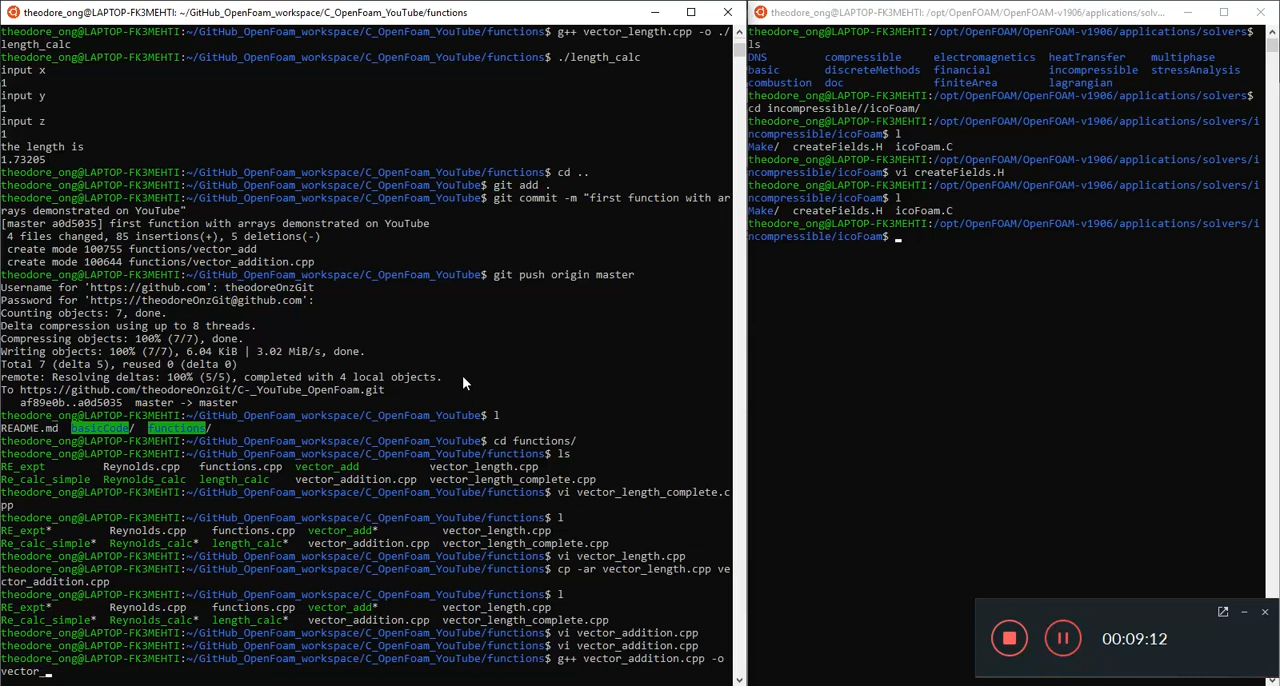 theodore_ong@LAPTOP-FK3MEHTI: ~/GitHub_OpenFoam_workspace/C_OpenFoam_YouTube/functions
theodore_ong@LAPTOP-FK3MEHTI:~/GitHub_OpenFoam_workspace/C_OpenFoam_YouTube/functions$ g++ vector_length.cpp -o ./
length_calc
theodore_ong@LAPTOP-FK3MEHTI:~/GitHub_OpenFoam_workspace/C_OpenFoam_YouTube/functions$ ./length_calc
input x
1
input y
1
input z
1
the length is
1.73205
theodore_ong@LAPTOP-FK3MEHTI:~/GitHub_OpenFoam_workspace/C_OpenFoam_YouTube/functions$ cd ..
theodore_ong@LAPTOP-FK3MEHTI:~/GitHub_OpenFoam_workspace/C_OpenFoam_YouTube$ git add .
theodore_ong@LAPTOP-FK3MEHTI:~/GitHub_OpenFoam_workspace/C_OpenFoam_YouTube$ git commit -m "first function with ar
rays demonstrated on YouTube"
[master a0d5035] first function with arrays demonstrated on YouTube
4 files changed, 85 insertions(+), 5 deletions(-)
create mode 100755 functions/vector_add
create mode 100644 functions/vector_addition.cpp
theodore_ong@LAPTOP-FK3MEHTI:~/GitHub_OpenFoam_workspace/C_OpenFoam_YouTube$ git push origin master
Username for 'https://github.com': theodoreOnzGit
Password for 'https://theodoreOnzGit@github.com':
Counting objects: 7, done.
Delta compression using up to 8 threads.
Compressing objects: 100% (7/7), done.
Writing objects: 100% (7/7), 6.04 KiB | 3.02 MiB/s, done.
Total 7 (delta 5), reused 0 (delta 0)
remote: Resolving deltas: 100% (5/5), completed with 4 local objects.
To https://github.com/theodoreOnzGit/C-_YouTube_OpenFoam.git
af89e0b..a0d5035  master -> master
theodore_ong@LAPTOP-FK3MEHTI:~/GitHub_OpenFoam_workspace/C_OpenFoam_YouTube$ l
README.md  basicCode/  functions/
theodore_ong@LAPTOP-FK3MEHTI:~/GitHub_OpenFoam_workspace/C_OpenFoam_YouTube$ cd functions/
theodore_ong@LAPTOP-FK3MEHTI:~/GitHub_OpenFoam_workspace/C_OpenFoam_YouTube/functions$ ls
RE_expt  Reynolds.cpp  functions.cpp  vector_add  vector_length.cpp
Re_calc_simple  Reynolds_calc  length_calc  vector_addition.cpp  vector_length_complete.cpp
theodore_ong@LAPTOP-FK3MEHTI:~/GitHub_OpenFoam_workspace/C_OpenFoam_YouTube/functions$ vi vector_length_complete.c
pp
theodore_ong@LAPTOP-FK3MEHTI:~/GitHub_OpenFoam_workspace/C_OpenFoam_YouTube/functions$ l
RE_expt*  Reynolds.cpp  functions.cpp  vector_add*  vector_length.cpp
Re_calc_simple*  Reynolds_calc*  length_calc*  vector_addition.cpp  vector_length_complete.cpp
theodore_ong@LAPTOP-FK3MEHTI:~/GitHub_OpenFoam_workspace/C_OpenFoam_YouTube/functions$ vi vector_length.cpp
theodore_ong@LAPTOP-FK3MEHTI:~/GitHub_OpenFoam_workspace/C_OpenFoam_YouTube/functions$ cp -ar vector_length.cpp ve
ctor_addition.cpp
theodore_ong@LAPTOP-FK3MEHTI:~/GitHub_OpenFoam_workspace/C_OpenFoam_YouTube/functions$ l
RE_expt*  Reynolds.cpp  functions.cpp  vector_add*  vector_length.cpp
Re_calc_simple*  Reynolds_calc*  length_calc*  vector_addition.cpp  vector_length_complete.cpp
theodore_ong@LAPTOP-FK3MEHTI:~/GitHub_OpenFoam_workspace/C_OpenFoam_YouTube/functions$ vi vector_addition.cpp
theodore_ong@LAPTOP-FK3MEHTI:~/GitHub_OpenFoam_workspace/C_OpenFoam_YouTube/functions$ vi vector_addition.cpp
theodore_ong@LAPTOP-FK3MEHTI:~/GitHub_OpenFoam_workspace/C_OpenFoam_YouTube/functions$ g++ vector_addition.cpp -o
vector_
theodore_ong@LAPTOP-FK3MEHTI: /opt/OpenFOAM/OpenFOAM-v1906/applications/solv...
theodore_ong@LAPTOP-FK3MEHTI:/opt/OpenFOAM/OpenFOAM-v1906/applications/solvers$
ls
DNS  compressible  electromagnetics  heatTransfer  multiphase
basic  discreteMethods  financial  incompressible  stressAnalysis
combustion  doc  finiteArea  lagrangian
theodore_ong@LAPTOP-FK3MEHTI:/opt/OpenFOAM/OpenFOAM-v1906/applications/solvers$
cd incompressible//icoFoam/
theodore_ong@LAPTOP-FK3MEHTI:/opt/OpenFOAM/OpenFOAM-v1906/applications/solvers/i
ncompressible/icoFoam$ l
Make/  createFields.H  icoFoam.C
theodore_ong@LAPTOP-FK3MEHTI:/opt/OpenFOAM/OpenFOAM-v1906/applications/solvers/i
ncompressible/icoFoam$ vi createFields.H
theodore_ong@LAPTOP-FK3MEHTI:/opt/OpenFOAM/OpenFOAM-v1906/applications/solvers/i
ncompressible/icoFoam$ l
Make/  createFields.H  icoFoam.C
theodore_ong@LAPTOP-FK3MEHTI:/opt/OpenFOAM/OpenFOAM-v1906/applications/solvers/i
ncompressible/icoFoam$
00:09:12